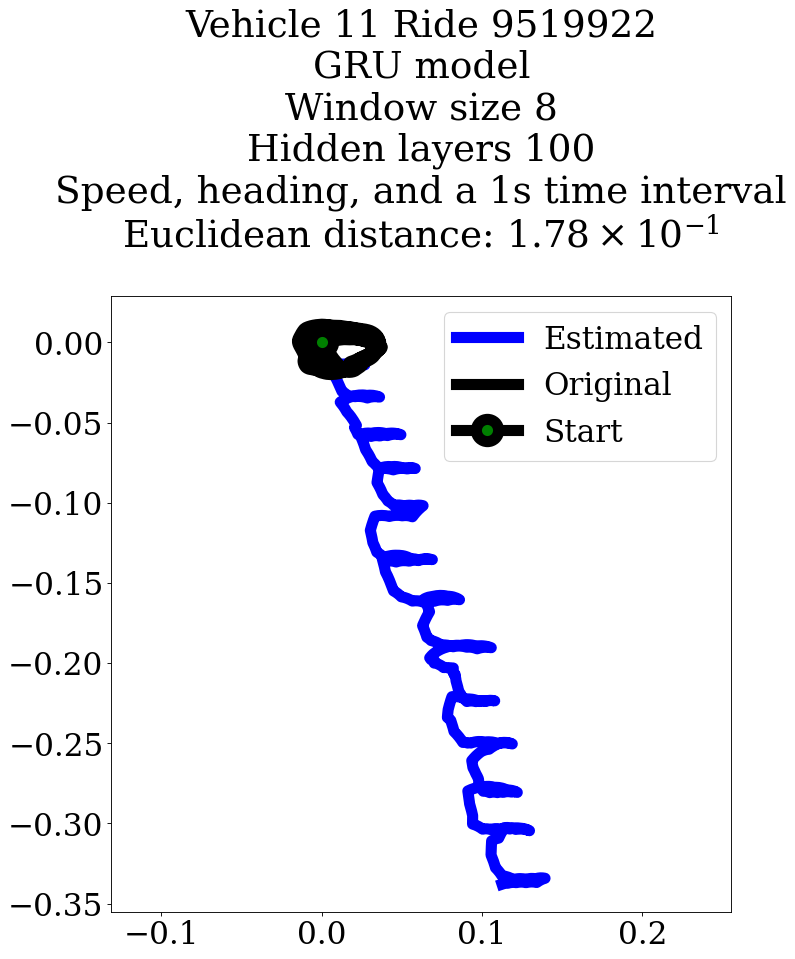 Vehicle 11 Ride 9519922
GRU model
Window size 8
Hidden layers 100
Speed, heading, and a 1s time interval
Euclidean distance: 1.78 × 10⁻¹
Estimated
Original
Start
0.00
−0.05
−0.10
−0.15
−0.20
−0.25
−0.30
−0.35
−0.1 0.0 0.1 0.2